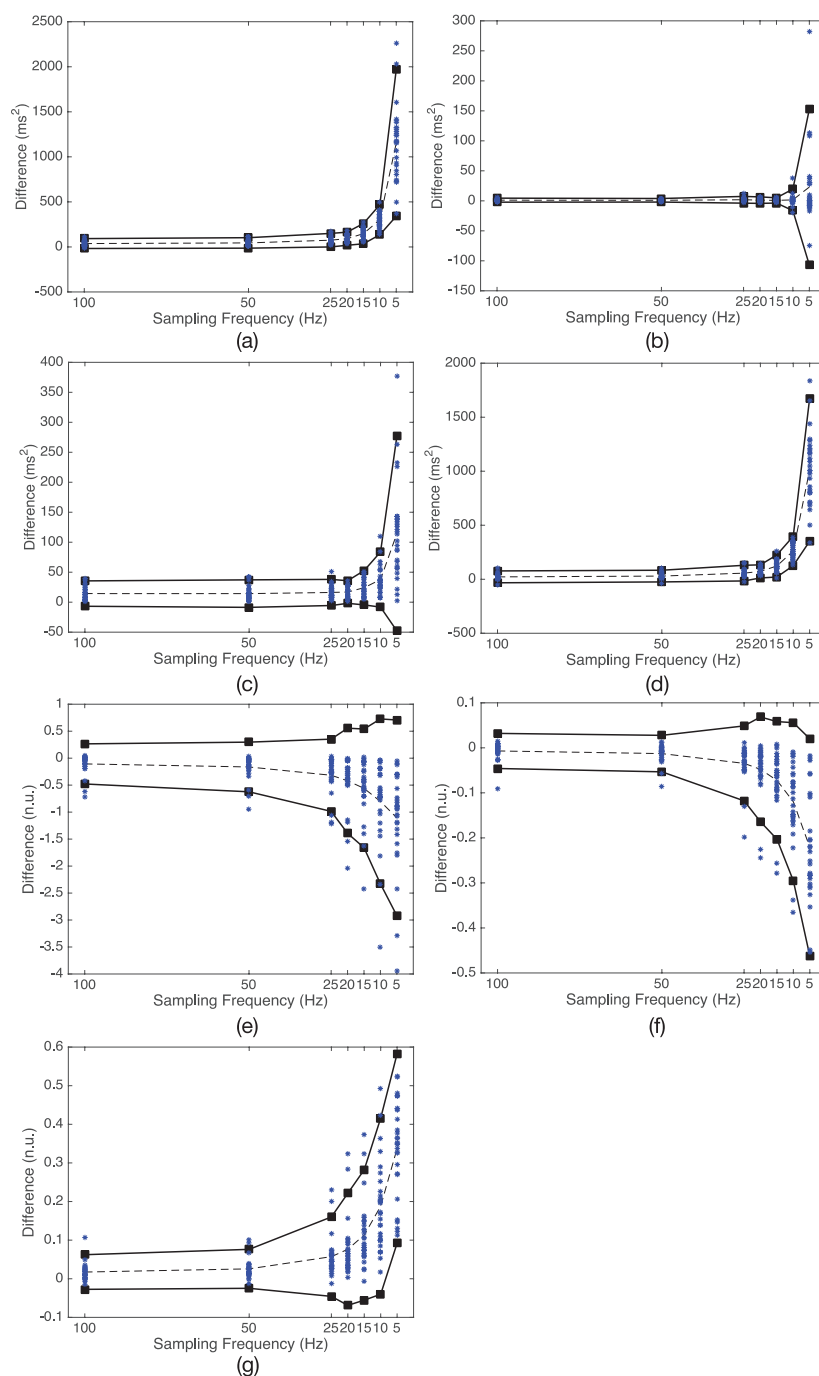 2500
2000
1500
1000
500
0
-500
Difference (ms²)
100 50 25 20 15 10 5
Sampling Frequency (Hz)
(a)
300
250
200
150
100
50
0
-50
-100
-150
Difference (ms²)
100 50 25 20 15 10 5
Sampling Frequency (Hz)
(b)
400
350
300
250
200
150
100
50
0
-50
Difference (ms²)
100 50 25 20 15 10 5
Sampling Frequency (Hz)
(c)
2000
1500
1000
500
0
-500
Difference (ms²)
100 50 25 20 15 10 5
Sampling Frequency (Hz)
(d)
1
0.5
0
-0.5
-1
-1.5
-2
-2.5
-3
-3.5
-4
Difference (n.u.)
100 50 25 20 15 10 5
Sampling Frequency (Hz)
(e)
0.1
0
-0.1
-0.2
-0.3
-0.4
-0.5
Difference (n.u.)
100 50 25 20 15 10 5
Sampling Frequency (Hz)
(f)
0.6
0.5
0.4
0.3
0.2
0.1
0
-0.1
Difference (n.u.)
100 50 25 20 15 10 5
Sampling Frequency (Hz)
(g)